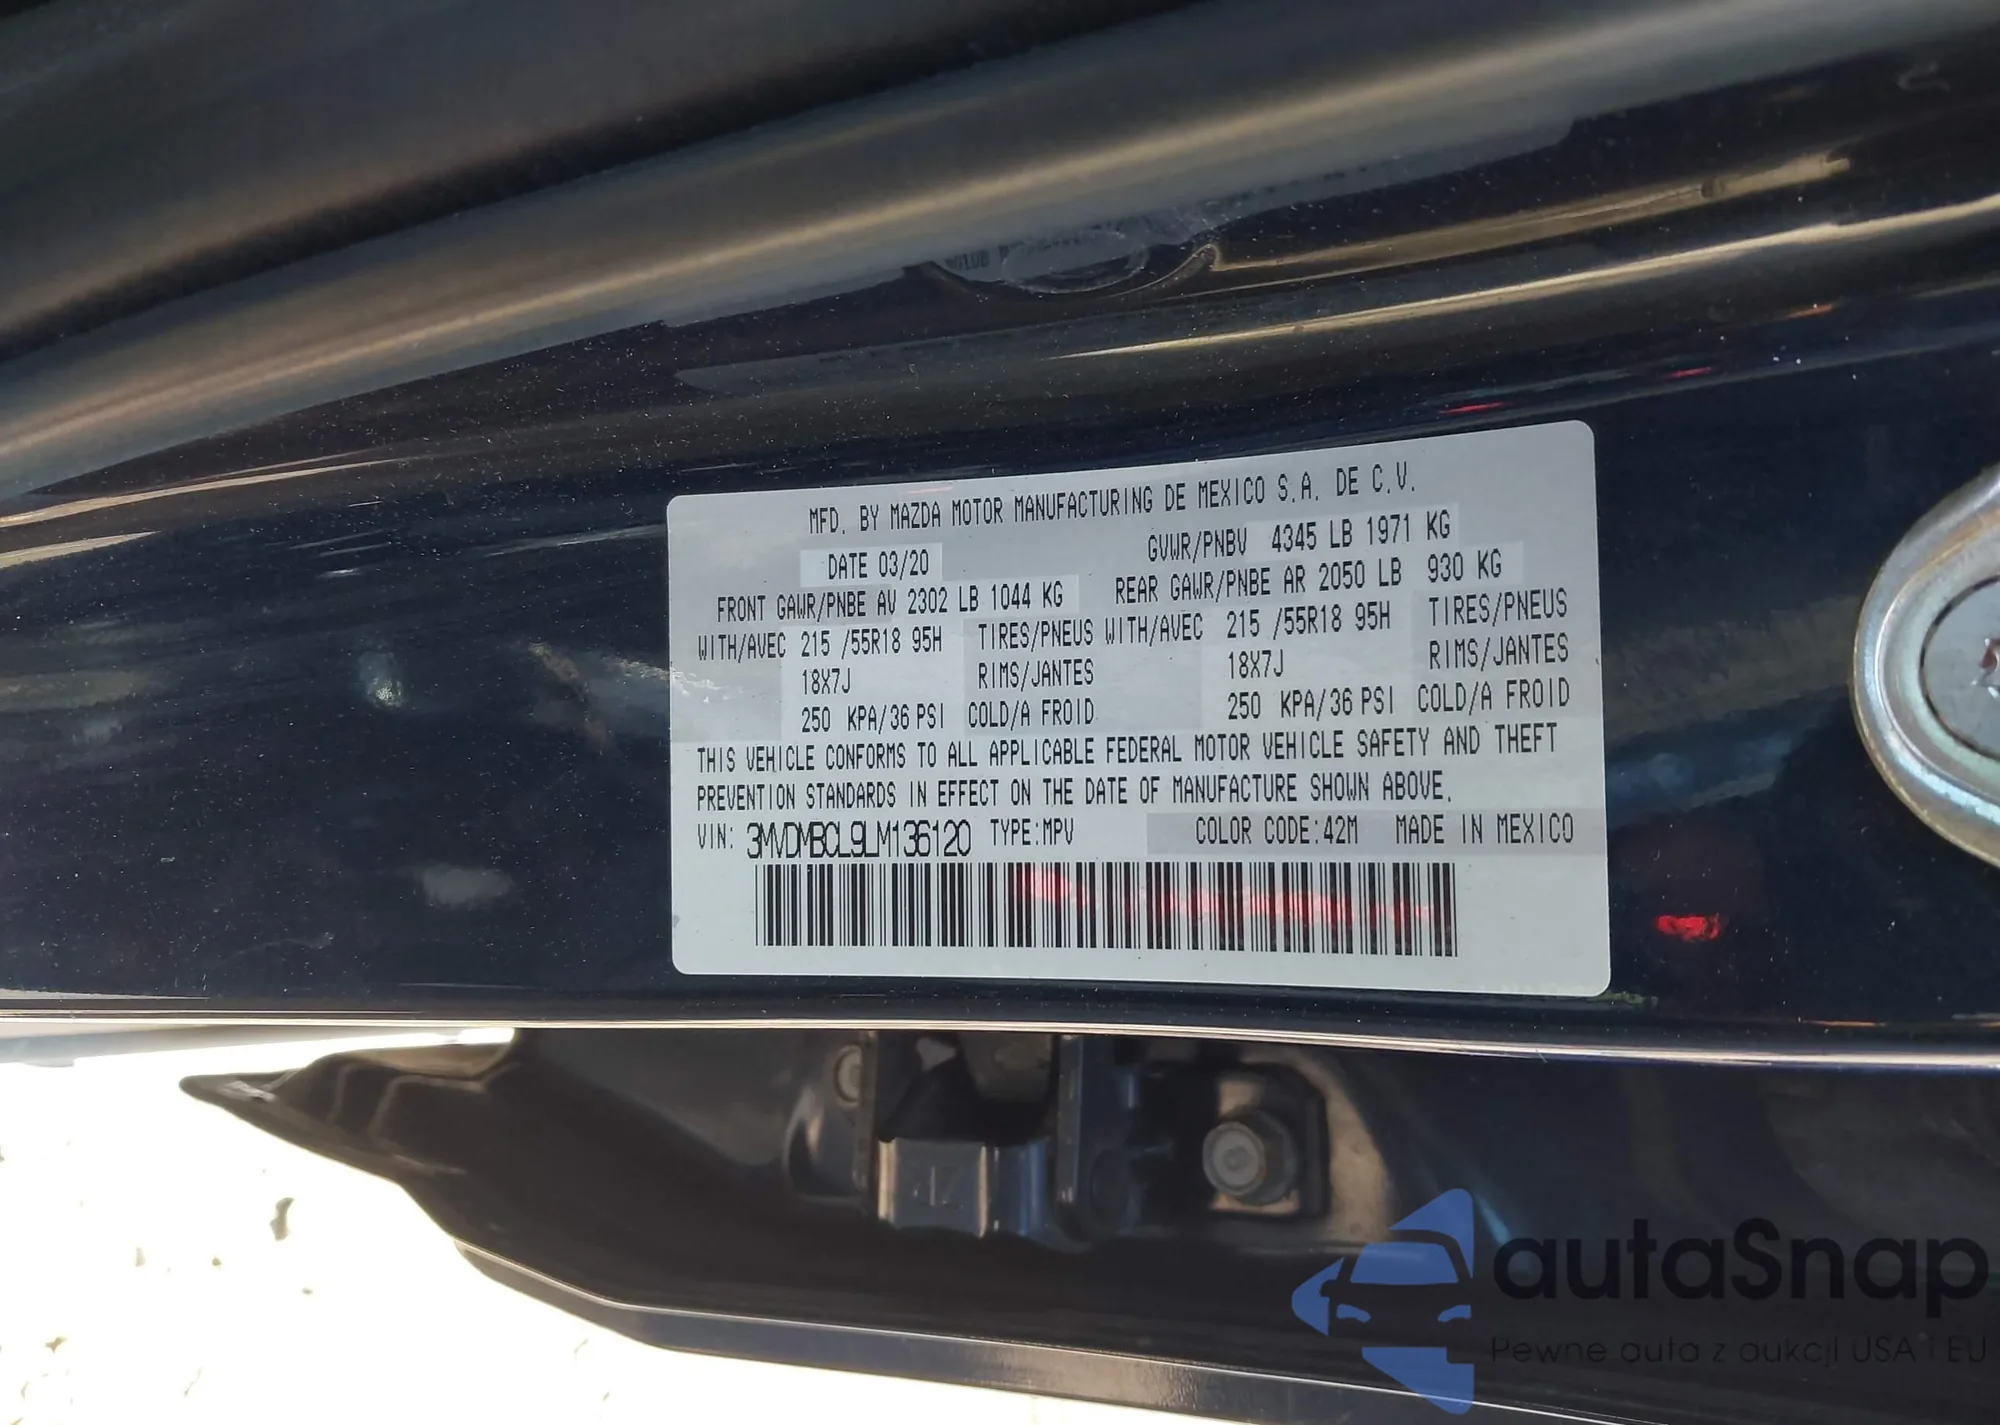 MFD. BY MAZDA MOTOR MANUFACTURING DE MEXICO S.A. DE C.V.
DATE 03/20 GVWR/PNBV 4345 LB 1971 KG
FRONT GAWR/PNBE AV 2302 LB 1044 KG REAR GAWR/PNBE AR 2050 LB 930 KG
WITH/AVEC 215 /55R18 95H TIRES/PNEUS WITH/AVEC 215 /55R18 95H TIRES/PNEUS
18X7J RIMS/JANTES 18X7J RIMS/JANTES
250 KPA/36 PSI COLD/A FROID 250 KPA/36 PSI COLD/A FROID
THIS VEHICLE CONFORMS TO ALL APPLICABLE FEDERAL MOTOR VEHICLE SAFETY AND THEFT
PREVENTION STANDARDS IN EFFECT ON THE DATE OF MANUFACTURE SHOWN ABOVE.
VIN: 3MVDMBCL9LM136120 TYPE:MPV COLOR CODE:42M MADE IN MEXICO
47
autaSnap
Pewne auta z aukcji USA i EU